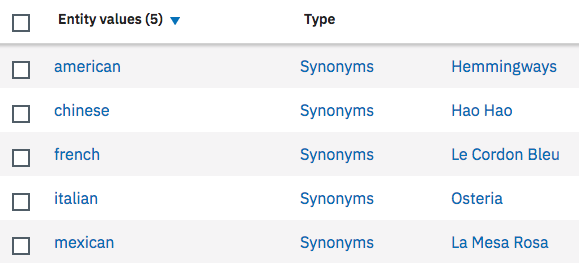 Entity values (5) ▼ Type
american Synonyms Hemmingways
chinese Synonyms Hao Hao
french Synonyms Le Cordon Bleu
italian Synonyms Osteria
mexican Synonyms La Mesa Rosa